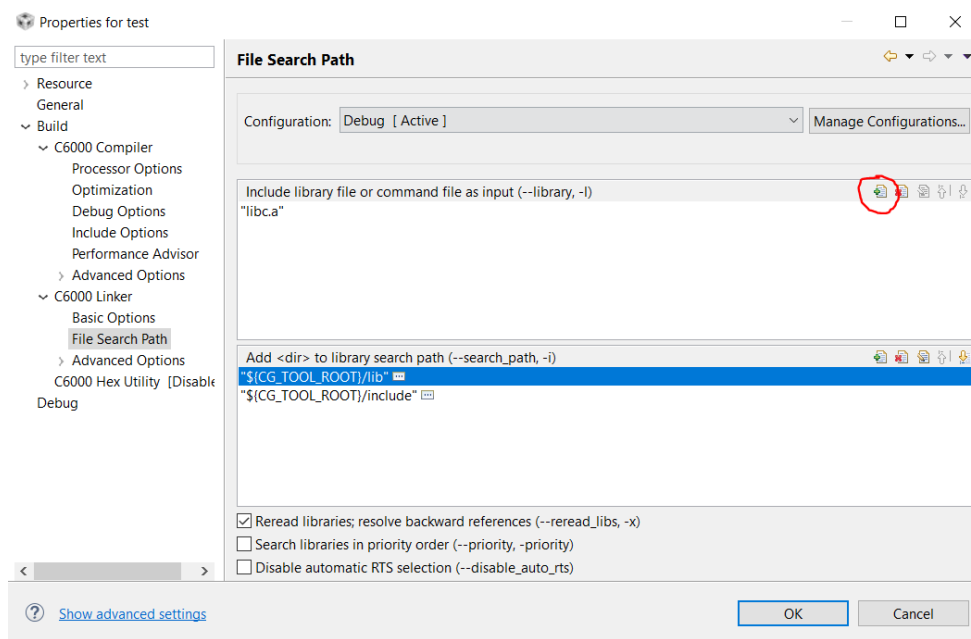 Properties for test
type filter text
Resource
General
Build
C6000 Compiler
Processor Options
Optimization
Debug Options
Include Options
Performance Advisor
Advanced Options
C6000 Linker
Basic Options
File Search Path
Advanced Options
C6000 Hex Utility [Disable
Debug
File Search Path
Configuration: Debug [ Active ] Manage Configurations...
Include library file or command file as input (--library, -l)
"libc.a"
Add <dir> to library search path (--search_path, -i)
"${CG_TOOL_ROOT}/lib"
"${CG_TOOL_ROOT}/include"
Reread libraries; resolve backward references (--reread_libs, -x)
Search libraries in priority order (--priority, -priority)
Disable automatic RTS selection (--disable_auto_rts)
Show advanced settings
OK
Cancel